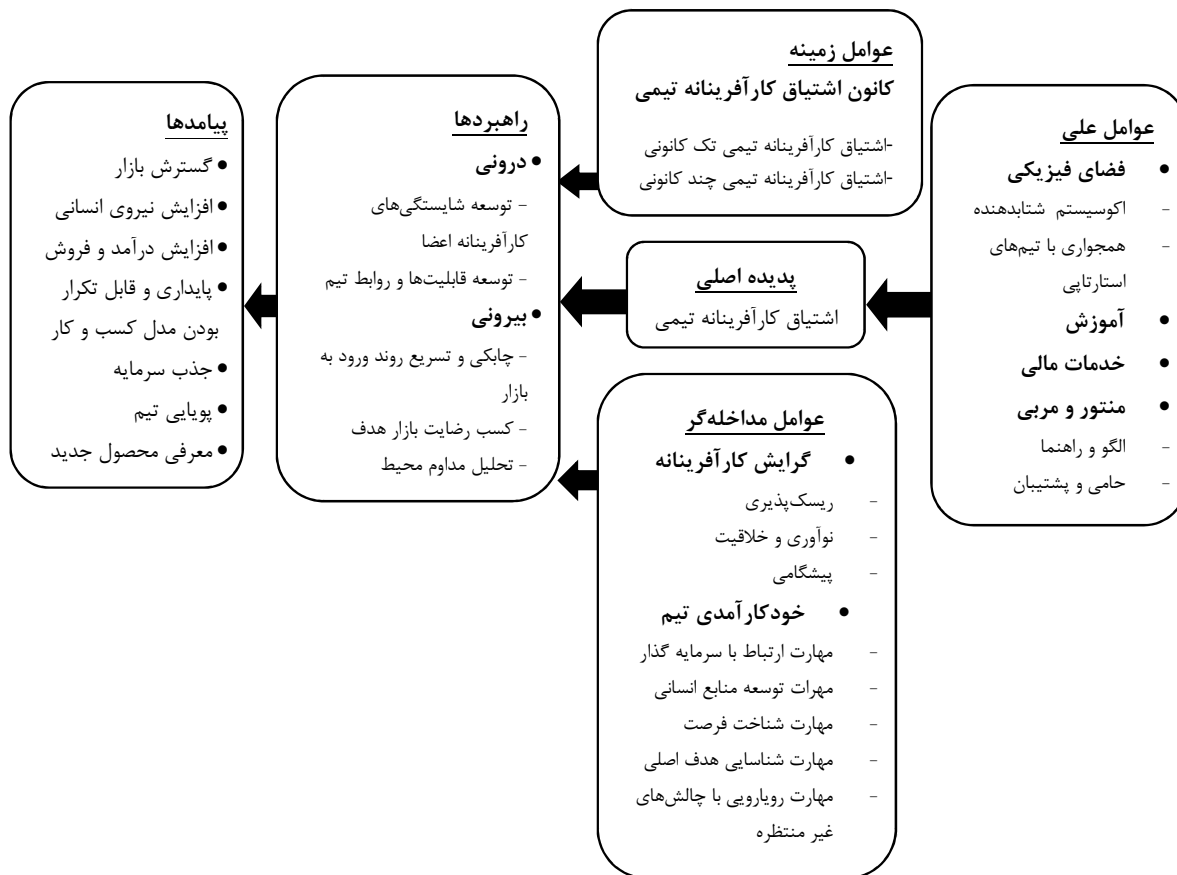 عوامل علی
• فضای فیزیکی
- اکوسیستم شتابدهنده
- همجواری با تیم‌های
استارتاپی
• آموزش
• خدمات مالی
• منتور و مربی
- الگو و راهنما
- حامی و پشتیبان
عوامل زمینه
کانون اشتیاق کارآفرینانه تیمی
-اشتیاق کارآفرینانه تیمی تک کانونی
-اشتیاق کارآفرینانه تیمی چند کانونی
پدیده اصلی
اشتیاق کارآفرینانه تیمی
عوامل مداخله‌گر
• گرایش کارآفرینانه
- ریسک‌پذیری
- نوآوری و خلاقیت
- پیشگامی
• خودکارآمدی تیم
- مهارت ارتباط با سرمایه گذار
- مهرات توسعه منابع انسانی
- مهارت شناخت فرصت
- مهارت شناسایی هدف اصلی
- مهارت رویارویی با چالش‌های
غیر منتظره
راهبردها
• درونی
- توسعه شایستگی‌های
کارآفرینانه اعضا
- توسعه قابلیت‌ها و روابط تیم
• بیرونی
- چابکی و تسریع روند ورود به
بازار
- کسب رضایت بازار هدف
- تحلیل مداوم محیط
پیامدها
• گسترش بازار
• افزایش نیروی انسانی
• افزایش درآمد و فروش
• پایداری و قابل تکرار
بودن مدل کسب و کار
• جذب سرمایه
• پویایی تیم
• معرفی محصول جدید